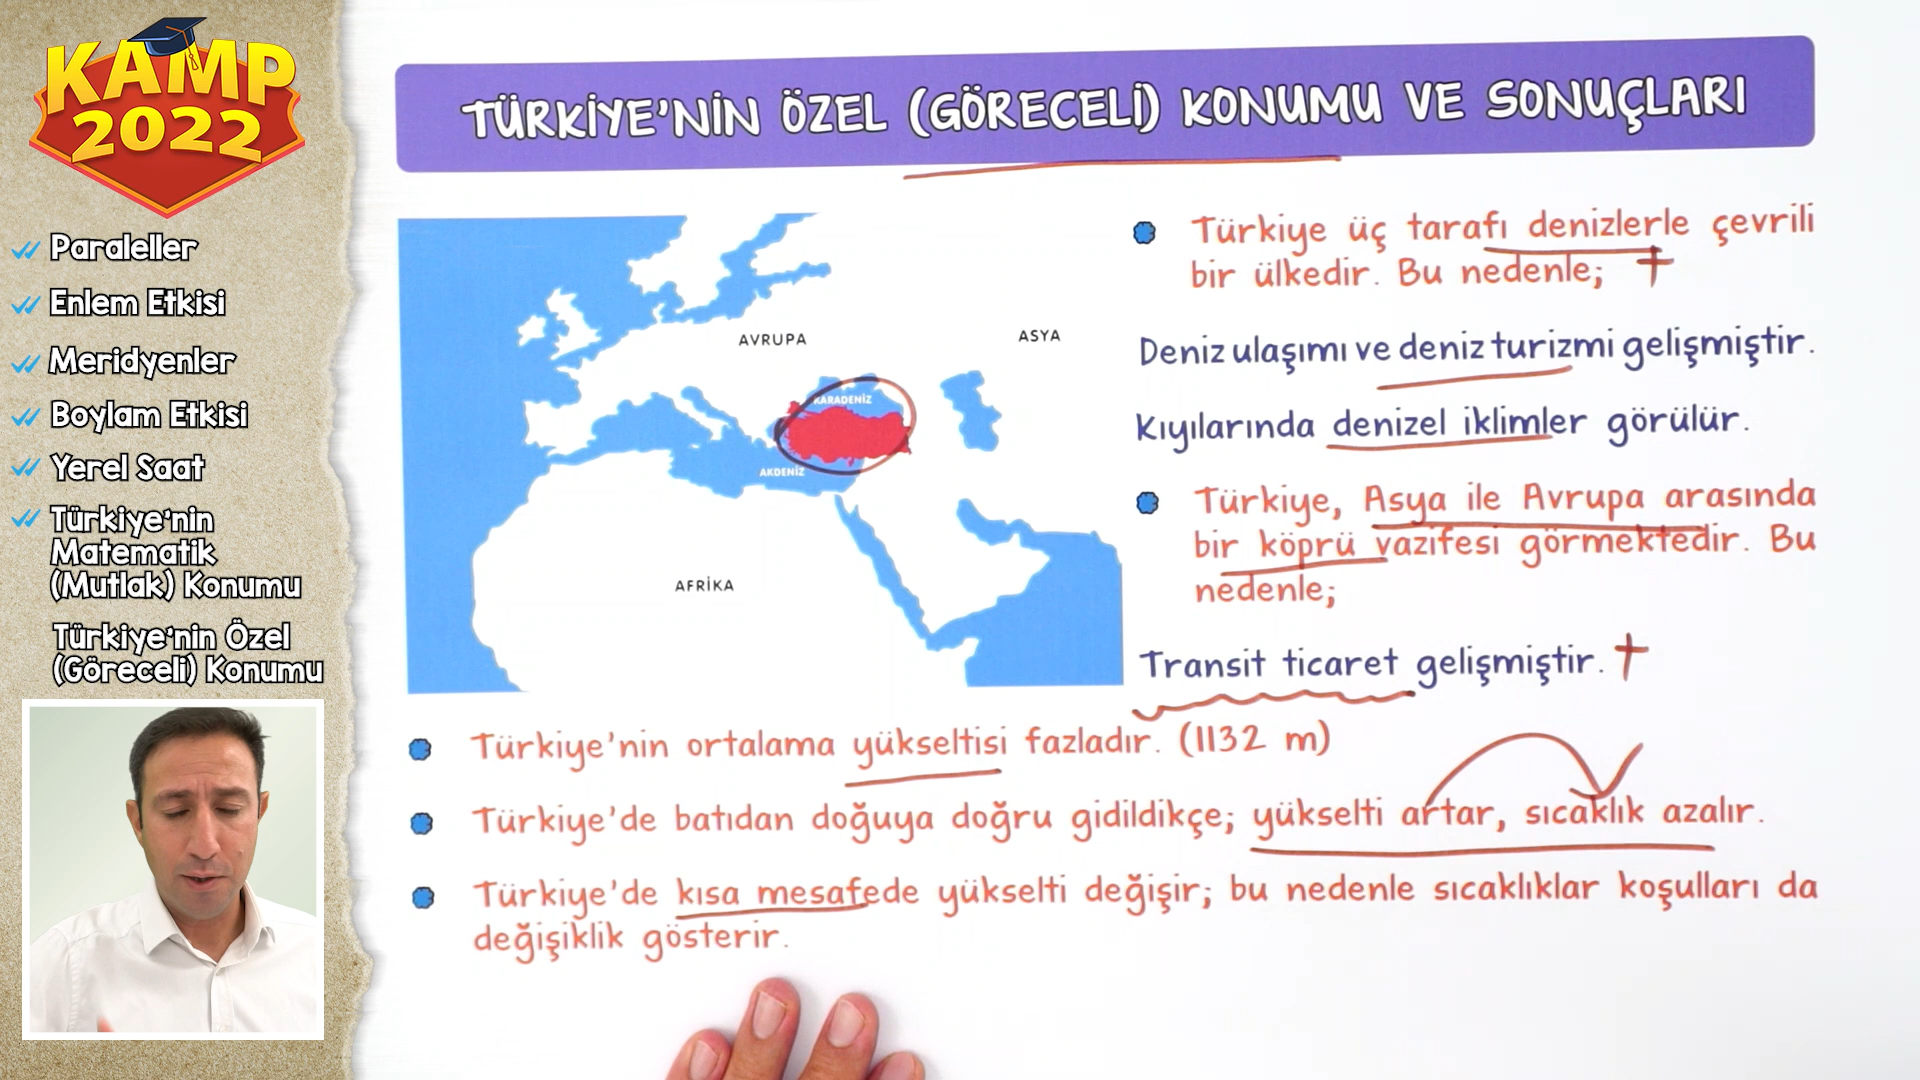 KAMP
2022
Paraleller
Enlem Etkisi
Meridyenler
Boylam Etkisi
Yerel Saat
Türkiye'nin
Matematik
(Mutlak) Konumu
Türkiye'nin Özel
(Göreceli) Konumu
TÜRKİYE'NİN ÖZEL (GÖRECELİ) KONUMU VE SONUÇLARI
AVRUPA
ASYA
KARADENİZ
AKDENİZ
AFRİKA
Türkiye üç tarafı denizlerle çevrili
bir ülkedir. Bu nedenle;
Deniz ulaşımı ve deniz turizmi gelişmiştir.
Kıyılarında denizel iklimler görülür.
Türkiye, Asya ile Avrupa arasında
bir köprü vazifesi görmektedir. Bu
nedenle;
Transit ticaret gelişmiştir.
Türkiye'nin ortalama yükseltisi fazladır. (1132 m)
Türkiye'de batıdan doğuya doğru gidildikçe; yükselti artar, sıcaklık azalır.
Türkiye'de kısa mesafede yükselti değişir; bu nedenle sıcaklıklar koşulları da
değişiklik gösterir.